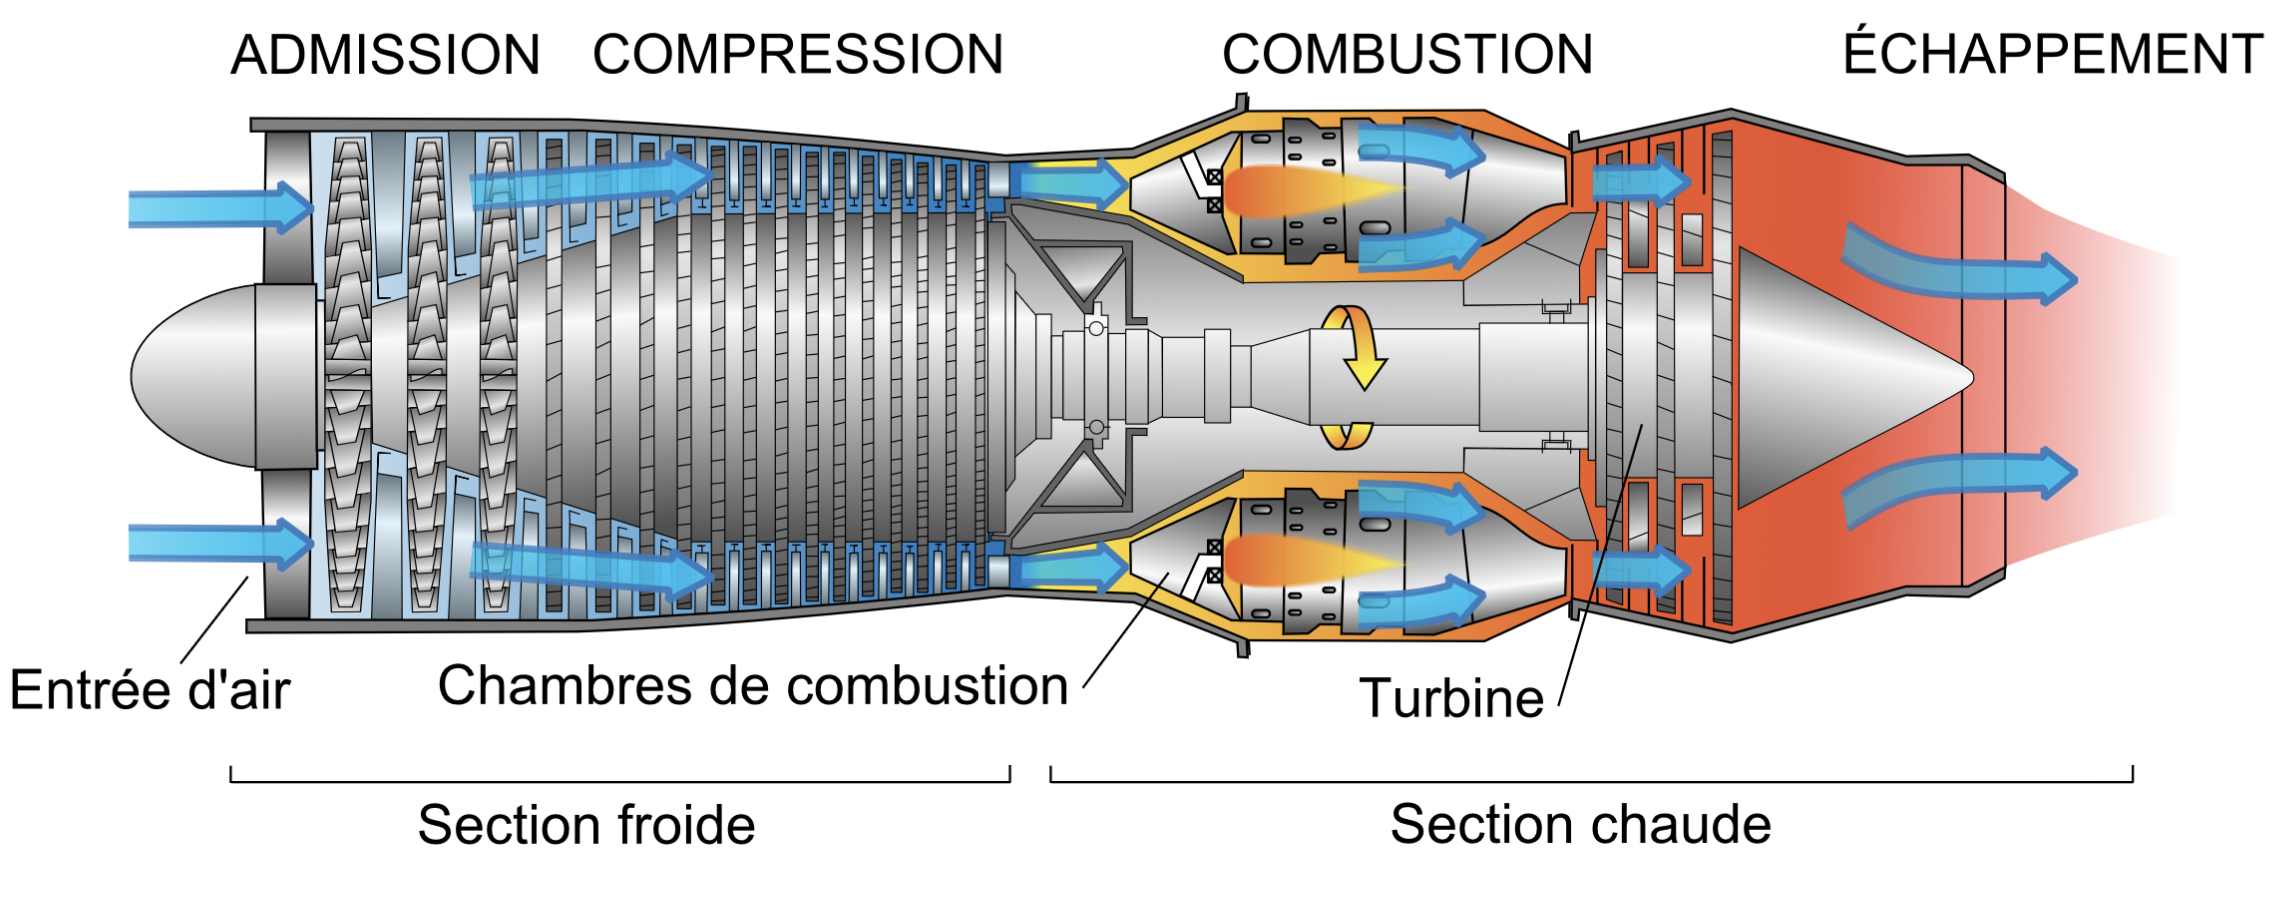 ADMISSION
COMPRESSION
COMBUSTION
ÉCHAPPEMENT
Entrée d'air
Chambres de combustion
Turbine
Section froide
Section chaude